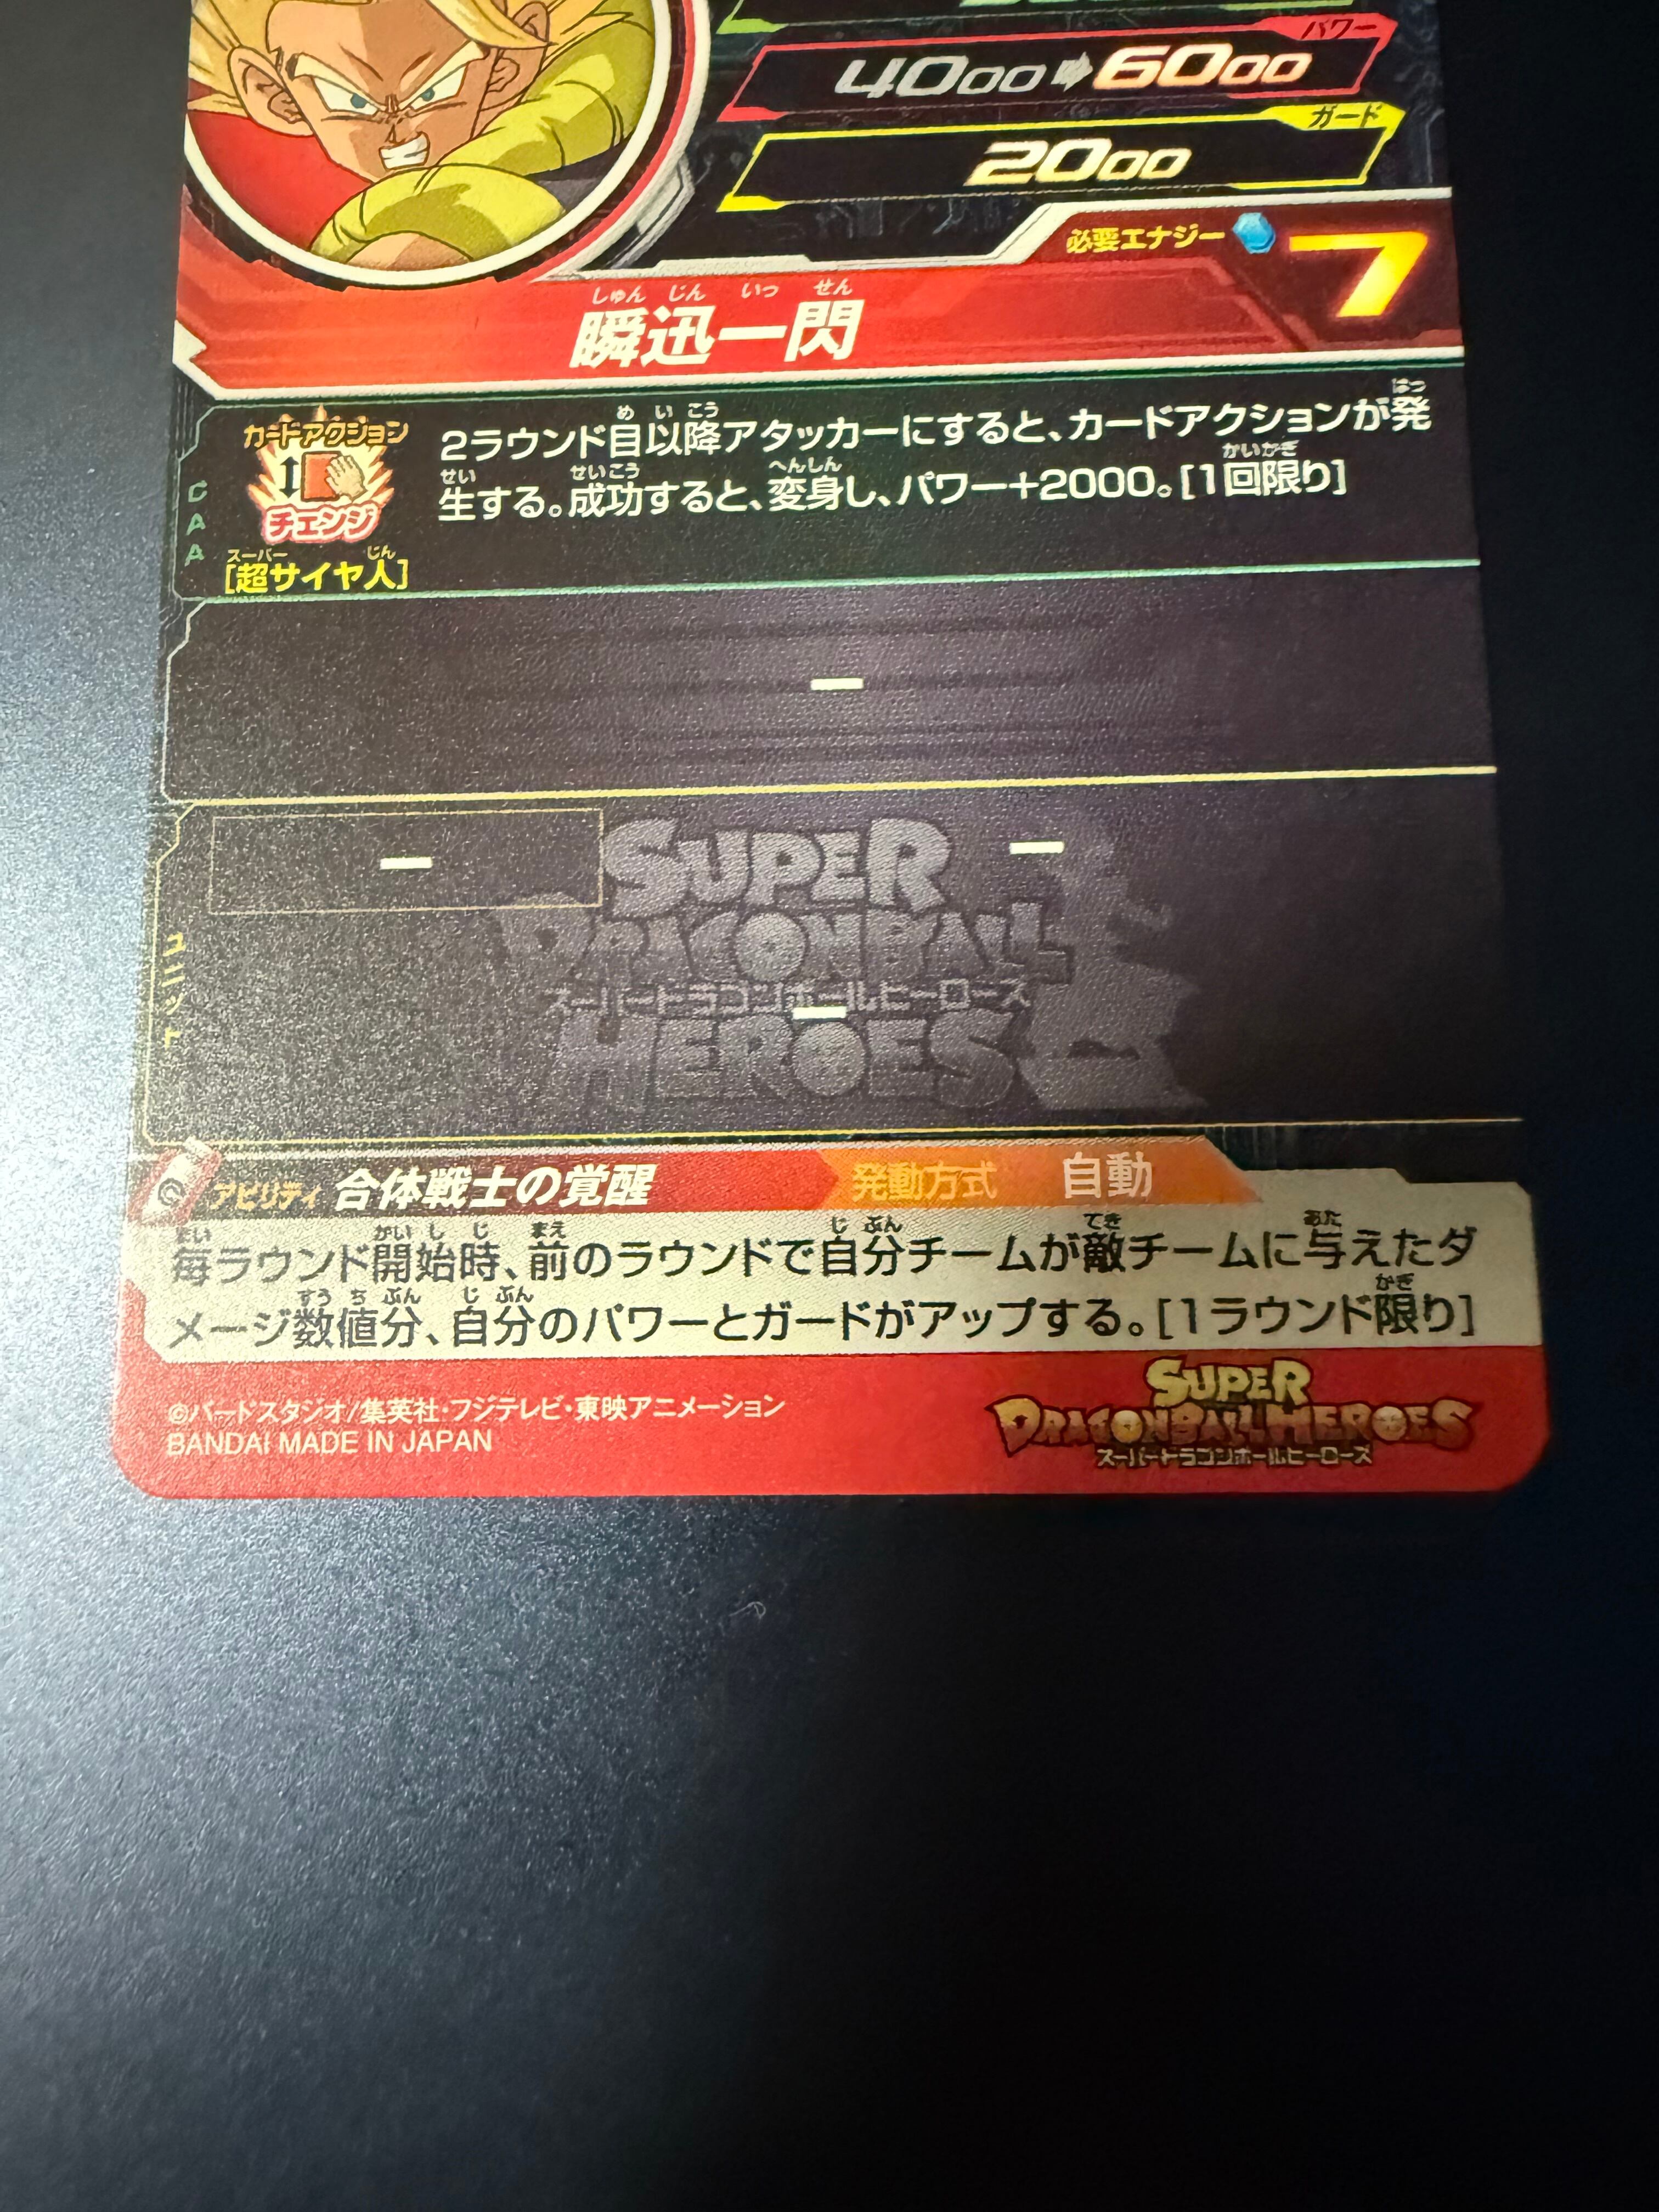 パワー
4000➡6000
ガード
2000
必要エナジー 7
しゅん じん いっ せん
瞬迅一閃
カードアクション
チェンジ
スーパー じん
[超サイヤ人]
CAA
め いこう はつ
2ラウンド目以降アタッカーにすると、カードアクションが発
せい せいこう へんしん かいかぎ
生する。成功すると、変身し、パワー+2000。[1回限り]
-
ユニット
-
-
-
SUPER
DRAGONBALL
スーパードラゴンボールヒーローズ
HEROES
アビリティ 合体戦士の覚醒 発動方式 自動
まい かい し じ まえ じ ぶん てき あた
毎ラウンド開始時、前のラウンドで自分チームが敵チームに与えたダ
すう ち ぶん じ ぶん かぎ
メージ数値分、自分のパワーとガードがアップする。[1ラウンド限り]
©バードスタジオ/集英社・フジテレビ・東映アニメーション
BANDAI MADE IN JAPAN
SUPER
DRAGONBALL HEROES
スーパードラゴンボールヒーローズ